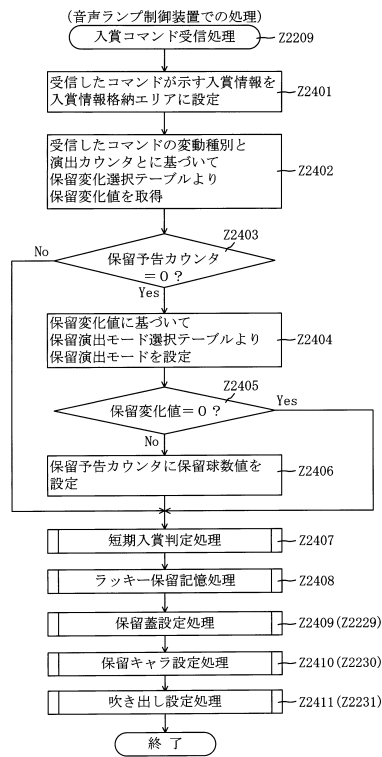 (音声ランプ制御装置での処理)
入賞コマンド受信処理
Z2209
受信したコマンドが示す入賞情報を
入賞情報格納エリアに設定
Z2401
受信したコマンドの変動種別と
演出カウンタとに基づいて
保留変化選択テーブルより
保留変化値を取得
Z2402
Z2403
No
保留予告カウンタ
=0?
Yes
保留変化値に基づいて
保留演出モード選択テーブルより
保留演出モードを設定
Z2404
Z2405
保留変化値=0?
Yes
No
保留予告カウンタに保留球数値を
設定
Z2406
短期入賞判定処理
Z2407
ラッキー保留記憶処理
Z2408
保留蓋設定処理
Z2409(Z2229)
保留キャラ設定処理
Z2410(Z2230)
吹き出し設定処理
Z2411(Z2231)
終了